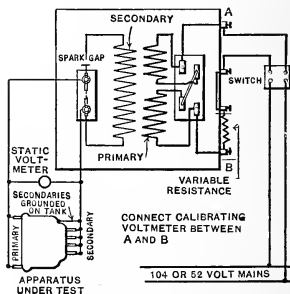 SECONDARY
A
SPARK GAP
SWITCH
PRIMARY
B
STATIC
VOLT-
METER
VARIABLE
RESISTANCE
SECONDARIES
GROUNDED
ON TANK
PRIMARY
SECONDARY
CONNECT CALIBRATING
VOLTMETER BETWEEN
A AND B
104 OR 52 VOLT MAINS
APPARATUS
UNDER TEST